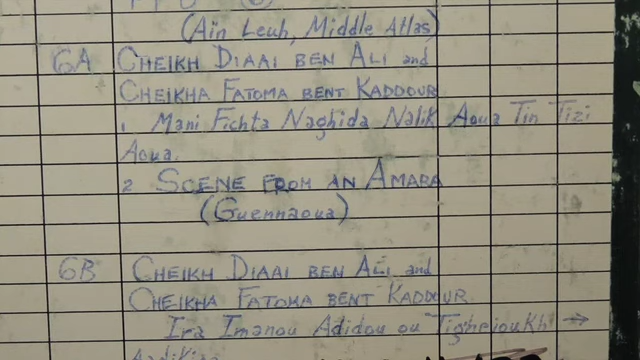 (Aïn Leuh, Middle Atlas)
6A CHEIKH DIAAI BEN ALI and
CHEIKHA FATOMA BENT KADDOUR
1. Mani Fichta Naghida Nalik Aoua Tin Tizi
Aoua.
2 SCENE FROM AN AMARA
(Guennaoua)
6B CHEIKH DIAAI BEN ALI and
CHEIKHA FATOMA BENT KADDOUR
Ira Imanou Adidou ou Tighejoukh →